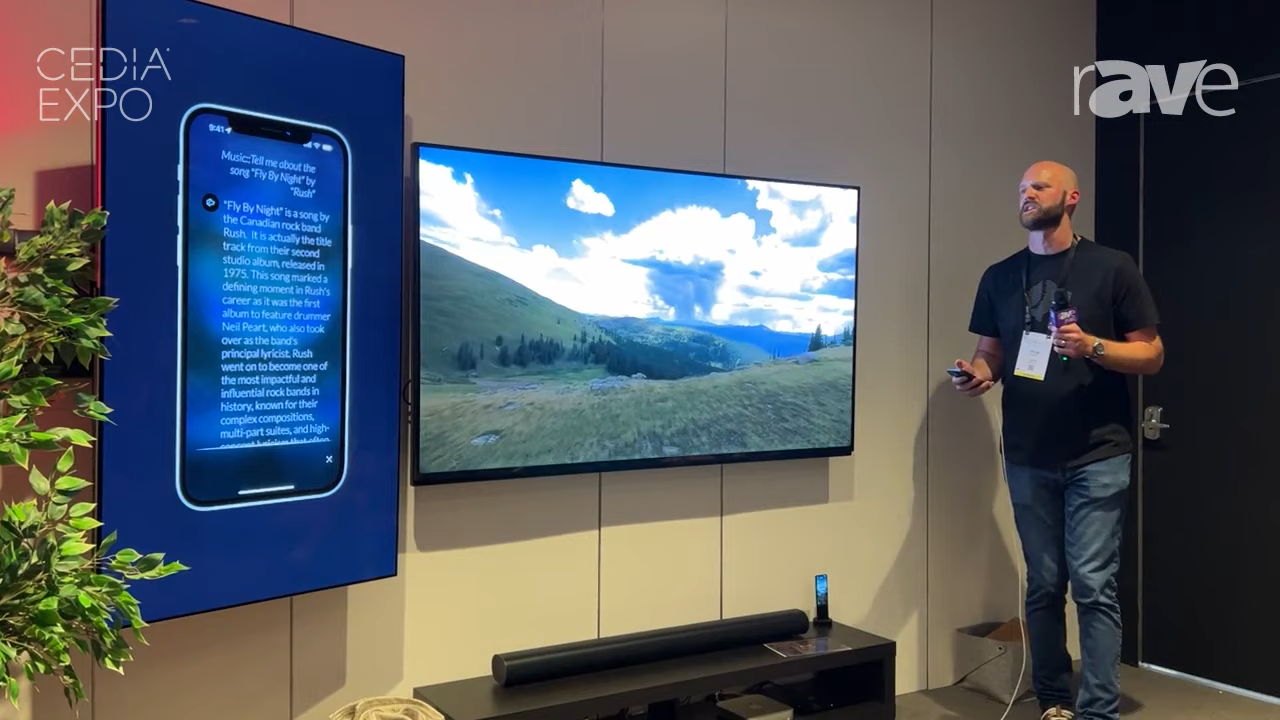 CEDIA
EXPO
rAVe
9:41
Music::Tell me about the
song "Fly By Night" by
"Rush"
"Fly By Night" is a song by
the Canadian rock band
Rush. It is actually the title
track from their second
studio album, released in
1975. This song marked a
defining moment in Rush's
career as it was the first
album to feature drummer
Neil Peart, who also took
over as the band's
principal lyricist. Rush
went on to become one of
the most impactful and
influential rock bands in
history, known for their
complex compositions,
multi-part suites, and high-
concept lyricism that often